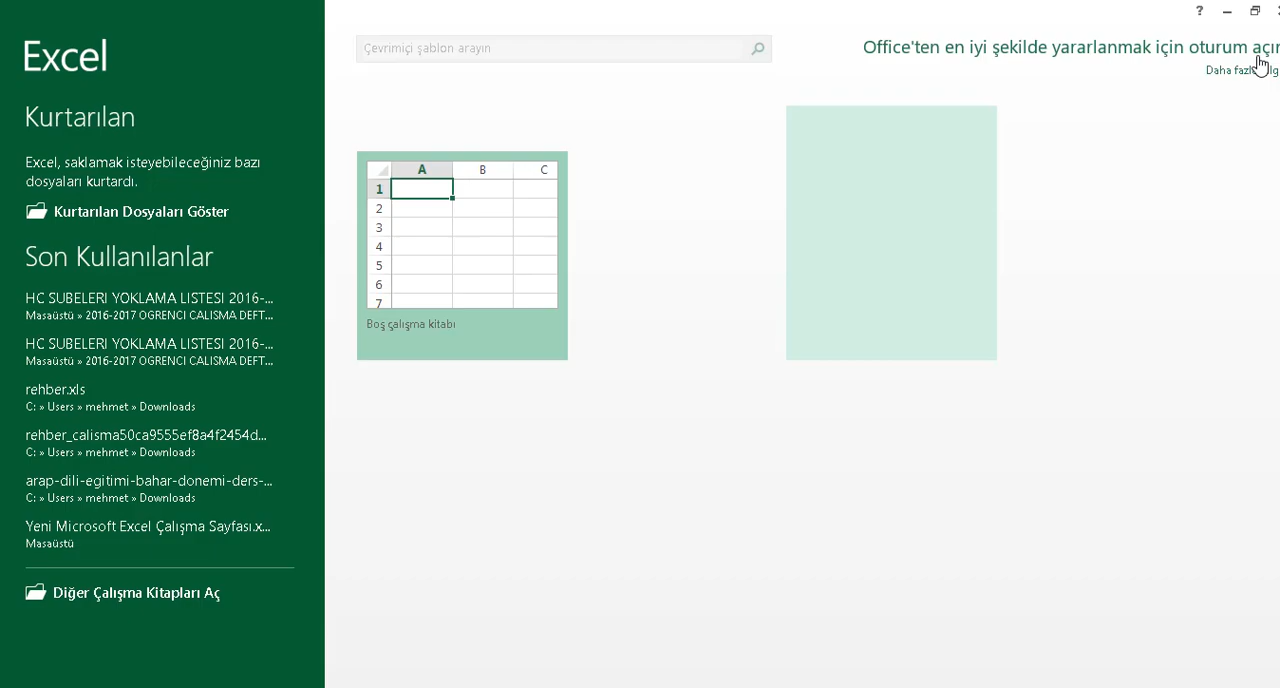 ?
Excel
Çevrimiçi şablon arayın
Office'ten en iyi şekilde yararlanmak için oturum
Daha
Kurtarılan
Excel, saklamak isteyebileceğiniz bazı
dosyaları kurtardı.
Kurtarılan Dosyaları Göster
Son Kullanılanlar
HC SUBELERI YOKLAMA LISTESI 2016-...
Masaüstü » 2016-2017 OGRENCI CALISMA DEFT...
HC SUBELERI YOKLAMA LISTESI 2016-...
Masaüstü » 2016-2017 OGRENCI CALISMA DEFT...
rehber.xls
C: » Users » mehmet » Downloads
rehber_calisma50ca9555ef8a4f2454d...
C: » Users » mehmet » Downloads
arap-dili-egitimi-bahar-donemi-ders-...
C: » Users » mehmet » Downloads
Yeni Microsoft Excel Çalışma Sayfası.x...
Masaüstü
Diğer Çalışma Kitapları Aç
A B C
1
2
3
4
5
6
7
Boş çalışma kitabı